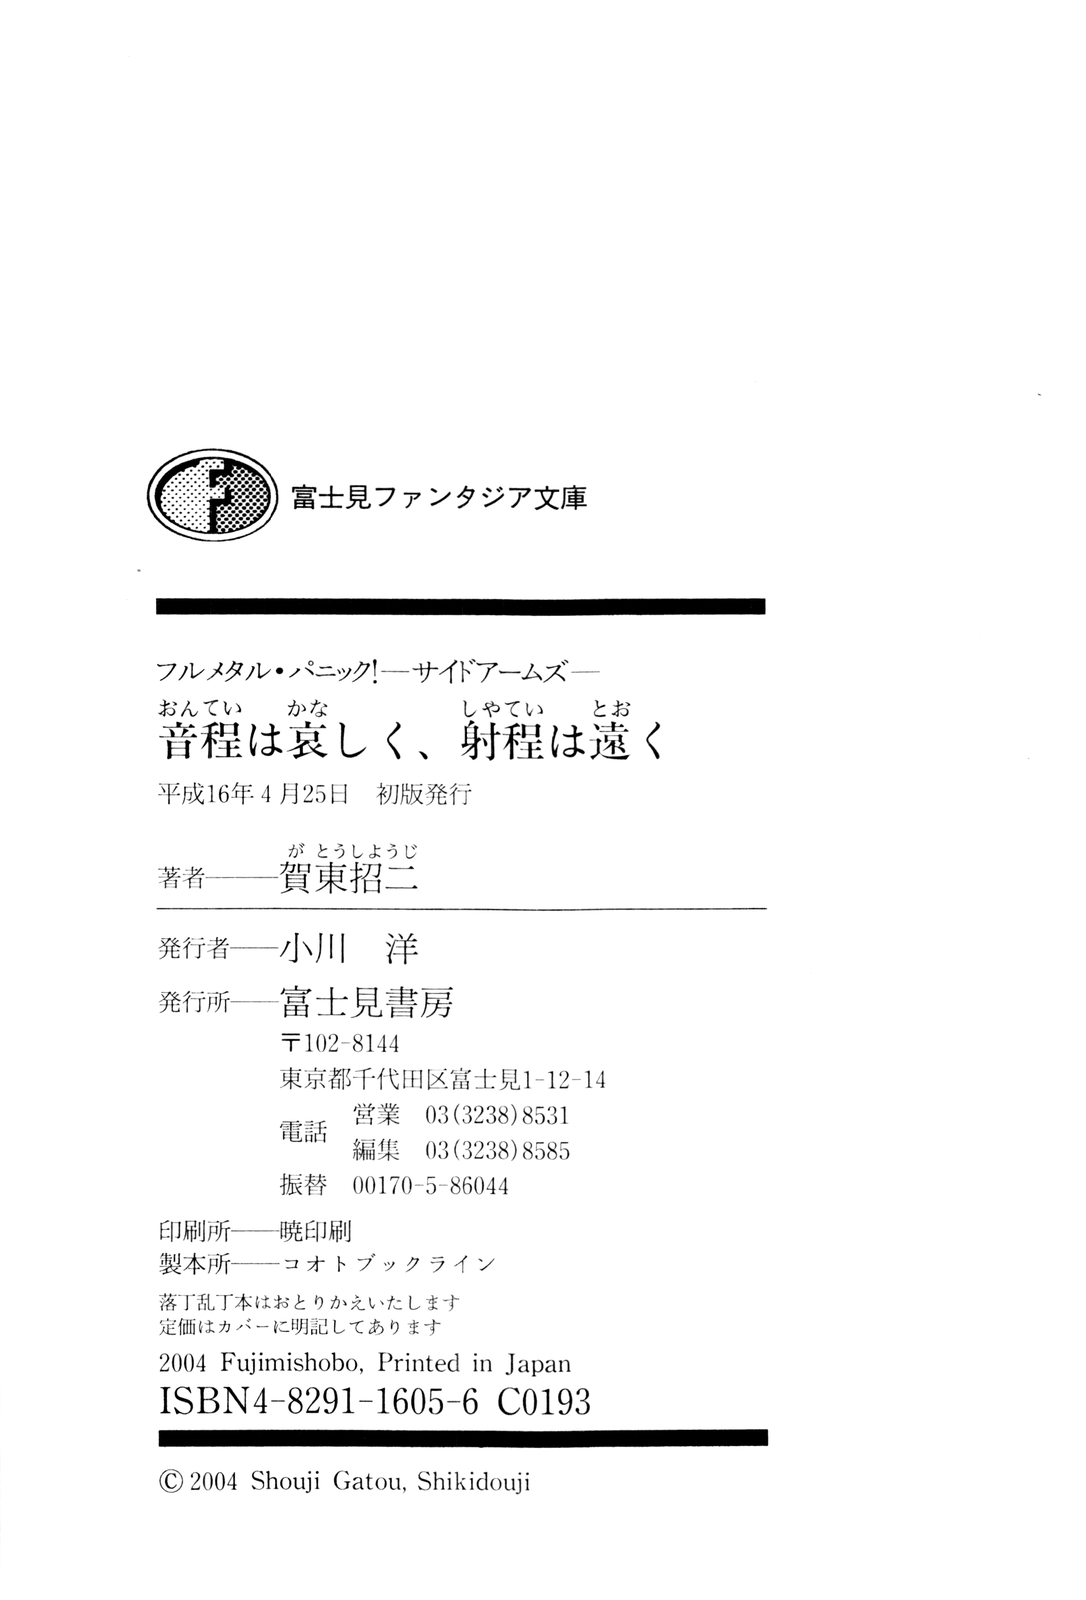 富士見ファンタジア文庫
フルメタル・パニック!―サイドアームズ―
おんてい かな しやてい とお
音程は哀しく、射程は遠く
平成16年4月25日 初版発行
がとうしようじ
著者――賀東招二
発行者――小川 洋
発行所――富士見書房
〒102-8144
東京都千代田区富士見1-12-14
電話 営業 03(3238)8531
編集 03(3238)8585
振替 00170-5-86044
印刷所――暁印刷
製本所――コオトブックライン
落丁乱丁本はおとりかえいたします
定価はカバーに明記してあります
2004 Fujimishobo, Printed in Japan
ISBN4-8291-1605-6 C0193
©2004 Shouji Gatou, Shikidouji